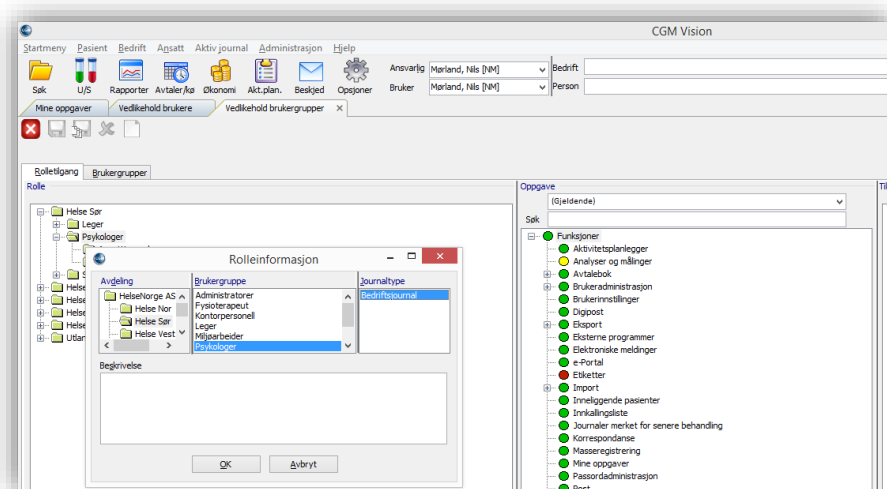 CGM Vision
Startmeny Pasient Bedrift Ansatt Aktiv journal Administrasjon Hjelp
Søk U/S Rapporter Avtaler/kø Økonomi Akt.plan. Beskjed Opsjoner
Ansvarlig Mørland, Nils [NM] Bedrift
Bruker Mørland, Nils [NM] Person
Mine oppgaver Vedlikehold brukere Vedlikehold brukergrupper
Rolletilgang Brukergrupper
Rolle
Helse Sør
Leger
Psykologer
S
Helse
Helse
Helse
Helse
Utlan
Rolleinformasjon
Avdeling Brukergruppe Journaltype
HelseNorge AS
Helse Nor
Helse Sør
Helse Vest
Administratorer
Fysioterapeut
Kontorpersonell
Leger
Miljøarbeider
Psykologer
Bedriftsjournal
Beskrivelse
OK Avbryt
Oppgave
(Gjeldende)
Søk
Funksjoner
Aktivitetsplanlegger
Analyser og målinger
Avtalebok
Brukeradministrasjon
Brukerinnstillinger
Digipost
Eksport
Eksterne programmer
Elektroniske meldinger
e-Portal
Etiketter
Import
Inneliggende pasienter
Innkallingsliste
Journaler merket for senere behandling
Korrespondanse
Masseregistrering
Mine oppgaver
Passordadministrasjon
Post